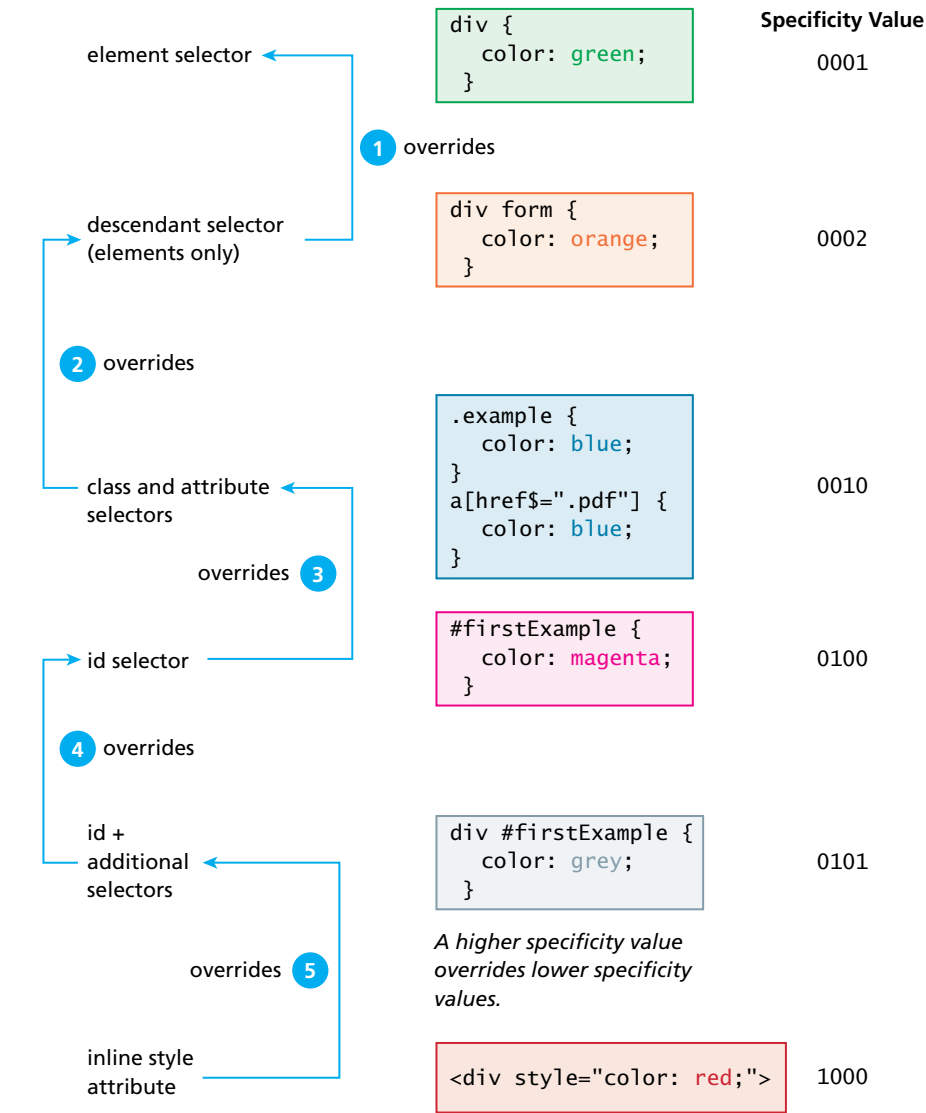 Specificity Value
element selector
div {
color: green;
}
0001
1 overrides
descendant selector
(elements only)
div form {
color: orange;
}
0002
2 overrides
class and attribute
selectors
.example {
color: blue;
}
a[href$=".pdf"] {
color: blue;
}
0010
overrides 3
id selector
#firstExample {
color: magenta;
}
0100
4 overrides
id +
additional
selectors
div #firstExample {
color: grey;
}
0101
A higher specificity value
overrides lower specificity
values.
overrides 5
inline style
attribute
<div style="color: red;">
1000